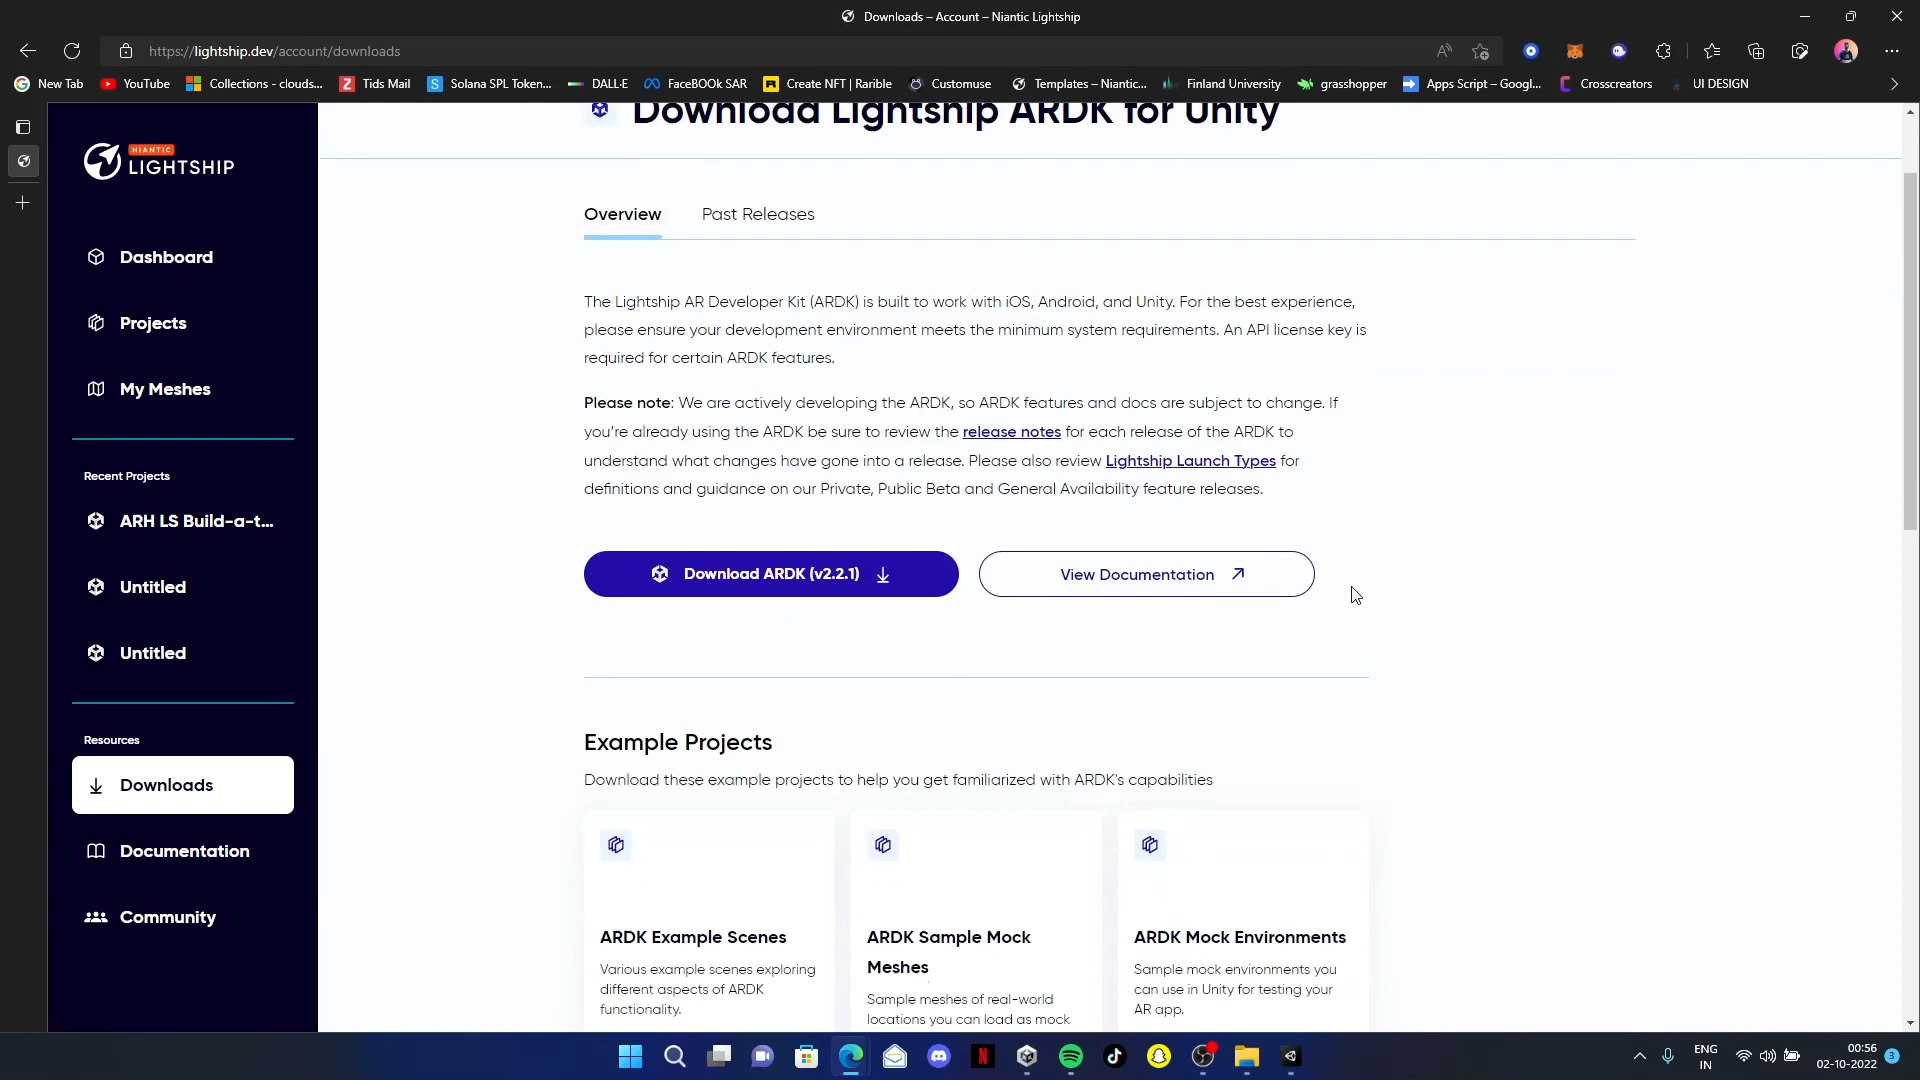 Downloads – Account – Niantic Lightship
https://lightship.dev/account/downloads
New Tab
YouTube
Collections - clouds...
Tids Mail
Solana SPL Token...
DALL·E
FaceBOOk SAR
Create NFT | Rarible
Customuse
Templates – Niantic...
Finland University
grasshopper
Apps Script – Googl...
Crosscreators
UI DESIGN
NIANTIC
LIGHTSHIP
Dashboard
Projects
My Meshes
Recent Projects
ARH LS Build-a-t...
Untitled
Untitled
Resources
Downloads
Documentation
Community
Download Lightship ARDK for Unity
Overview
Past Releases
The Lightship AR Developer Kit (ARDK) is built to work with iOS, Android, and Unity. For the best experience,
please ensure your development environment meets the minimum system requirements. An API license key is
required for certain ARDK features.
Please note: We are actively developing the ARDK, so ARDK features and docs are subject to change. If
you're already using the ARDK be sure to review the release notes for each release of the ARDK to
understand what changes have gone into a release. Please also review Lightship Launch Types for
definitions and guidance on our Private, Public Beta and General Availability feature releases.
Download ARDK (v2.2.1)
View Documentation
Example Projects
Download these example projects to help you get familiarized with ARDK's capabilities
ARDK Example Scenes
Various example scenes exploring
different aspects of ARDK
functionality.
ARDK Sample Mock
Meshes
Sample meshes of real-world
locations you can load as mock
ARDK Mock Environments
Sample mock environments you
can use in Unity for testing your
AR app.
ENG
IN
00:56
02-10-2022
3